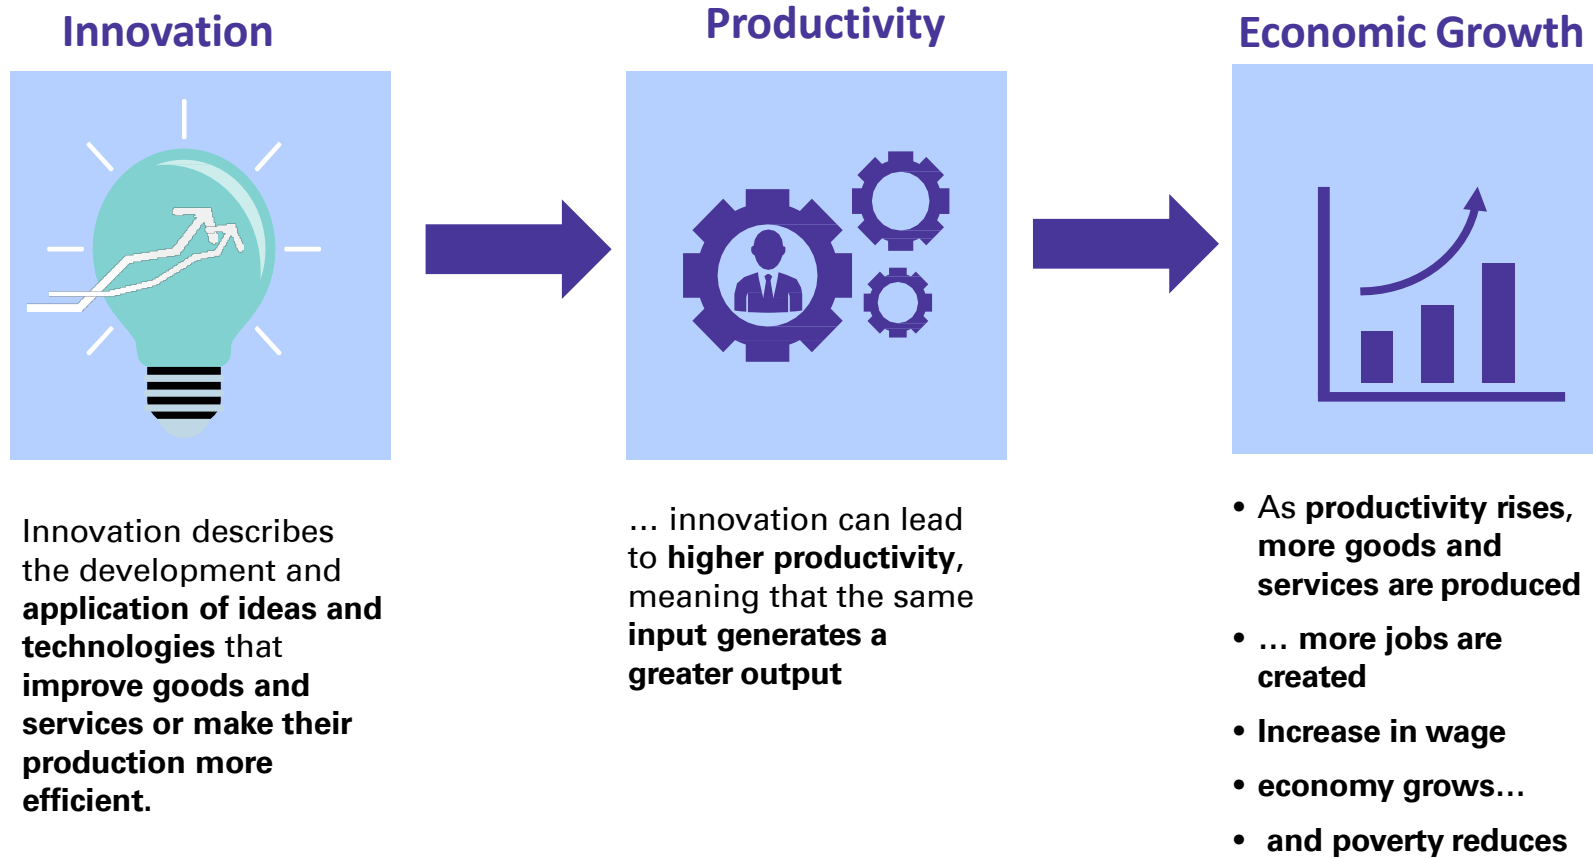 Innovation
Innovation describes
the development and
application of ideas and
technologies that
improve goods and
services or make their
production more
efficient.
Productivity
... innovation can lead
to higher productivity,
meaning that the same
input generates a
greater output
Economic Growth
• As productivity rises,
more goods and
services are produced
• ... more jobs are
created
• Increase in wage
• economy grows...
• and poverty reduces